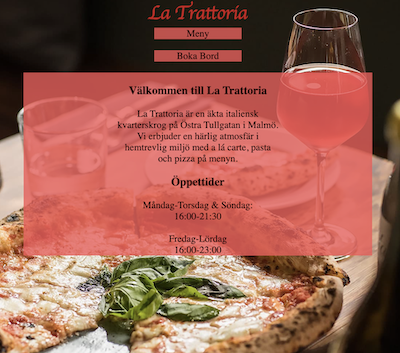 La Trattoria
Meny
Boka Bord
Välkommen till La Trattoria
La Trattoria är en äkta italiensk
kvarterskrog på Östra Tullgatan i Malmö.
Vi erbjuder en härlig atmosfär i
hemtrevlig miljö med a lá carte, pasta
och pizza på menyn.
Öppettider
Måndag-Torsdag & Söndag:
16:00-21:30
Fredag-Lördag
16:00-23:00